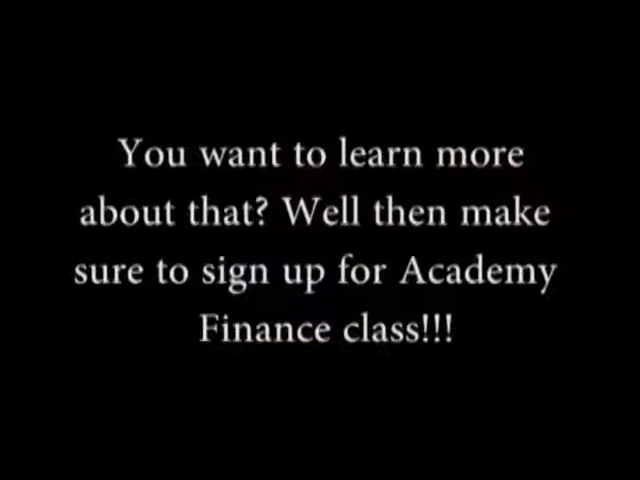 You want to learn more
about that? Well then make
sure to sign up for Academy
Finance class!!!